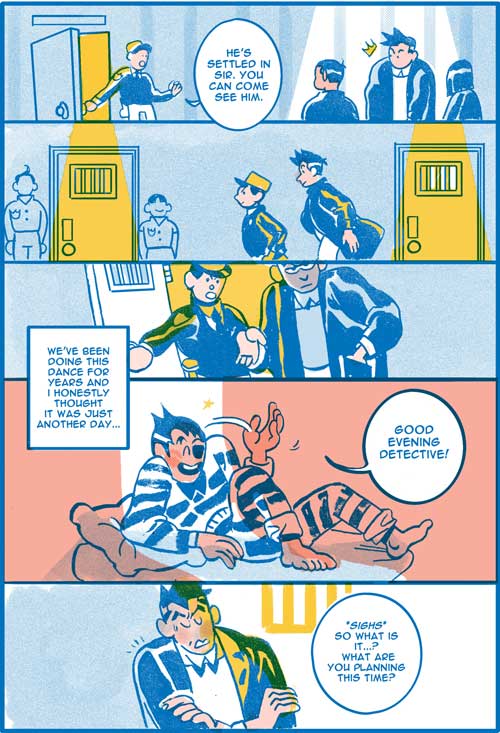 HE'S
SETTLED IN
SIR. YOU
CAN COME
SEE HIM.
WE'VE BEEN
DOING THIS
DANCE FOR
YEARS AND
I HONESTLY
THOUGHT
IT WAS JUST
ANOTHER DAY...
GOOD
EVENING
DETECTIVE!
*SIGHS*
SO WHAT IS
IT...?
WHAT ARE
YOU PLANNING
THIS TIME?